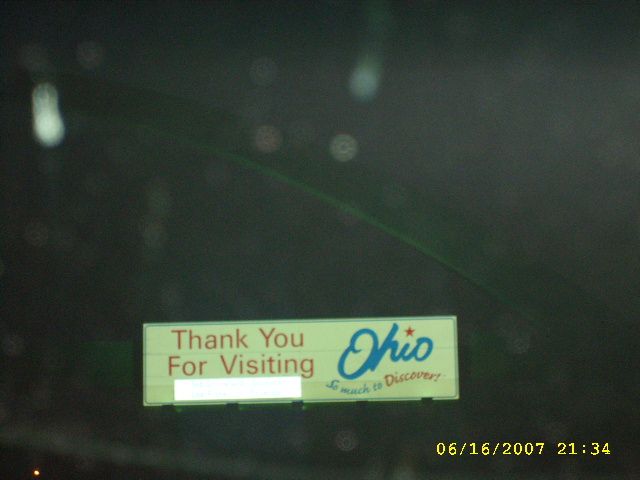 Thank You
For Visiting
Ohio
So much to Discover!
06/16/2007 21:34